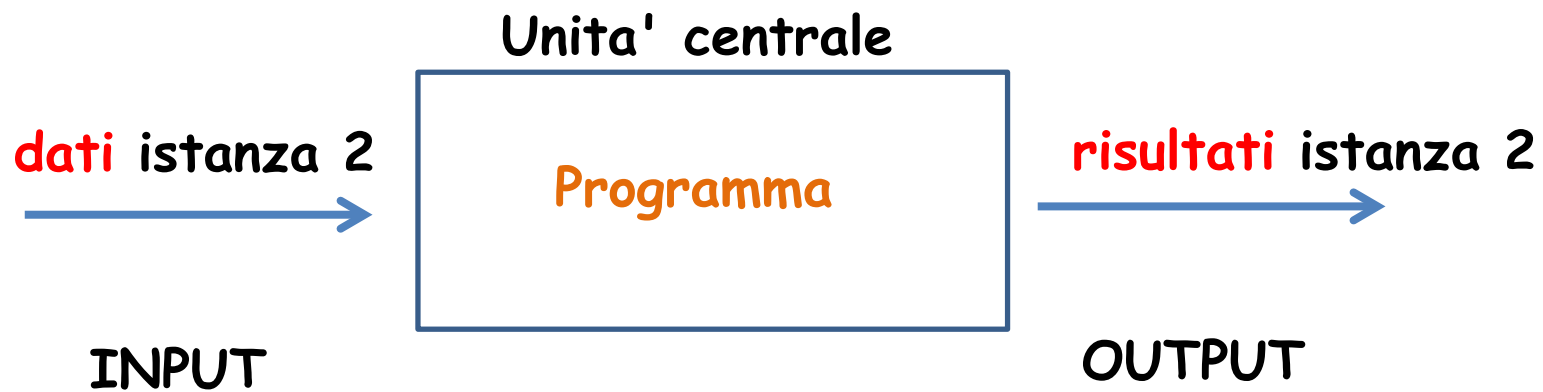 Unita' centrale
dati istanza 2
Programma
risultati istanza 2
INPUT
OUTPUT